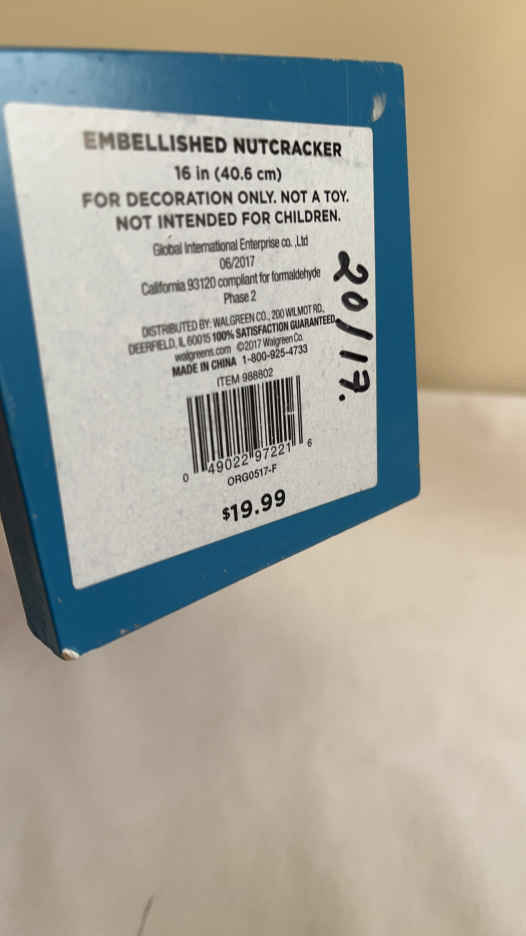 EMBELLISHED NUTCRACKER
16 in (40.6 cm)
FOR DECORATION ONLY. NOT A TOY.
NOT INTENDED FOR CHILDREN.
Global International Enterprise co. ,Ltd
06/2017
California 93120 compliant for formaldehyde
Phase 2
DISTRIBUTED BY: WALGREEN CO., 200 WILMOT RD.,
DEERFIELD, IL 60015 100% SATISFACTION GUARANTEED
walgreens.com ©2017 Walgreen Co.
MADE IN CHINA 1-800-925-4733
ITEM 988802
0 49022 97221 6
ORG0517-F
$19.99
20/17.